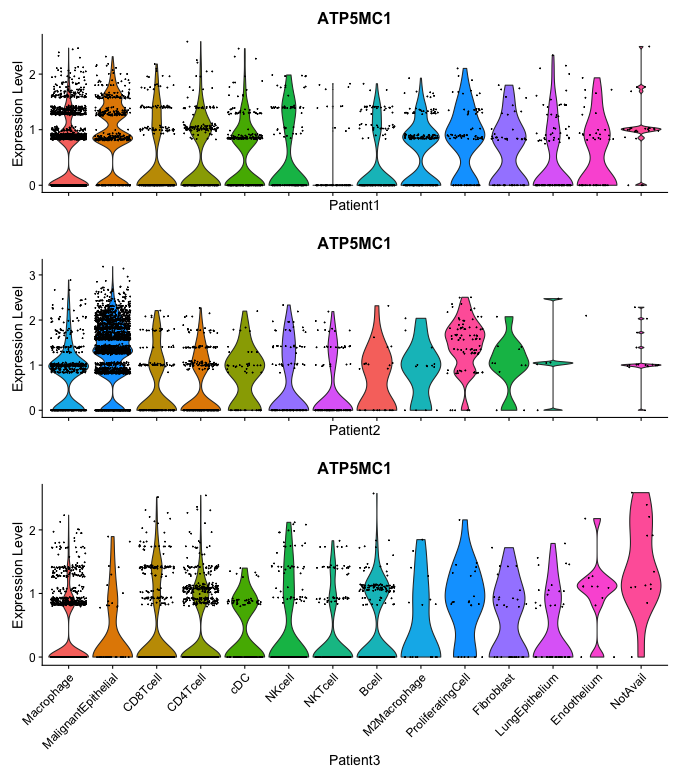 ATP5MC1
Expression Level
2
1
0
Patient1
ATP5MC1
Expression Level
3
2
1
0
Patient2
ATP5MC1
Expression Level
2
1
0
Macrophage
MalignantEpithelial
CD8Tcell
CD4Tcell
cDC
NKcell
NKTcell
Bcell
M2Macrophage
ProliferatingCell
Fibroblast
LungEpithelium
Endothelium
NotAvail
Patient3